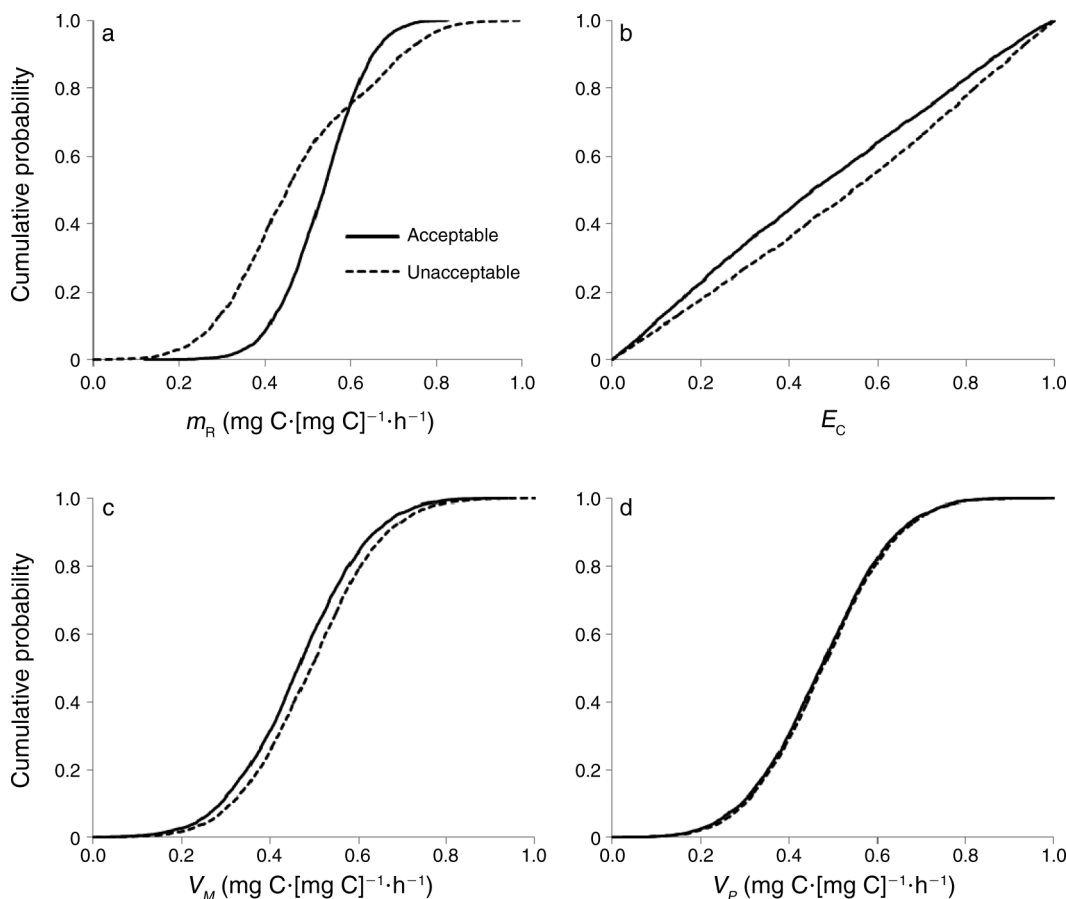 a
Cumulative probability
1.0
0.8
0.6
0.4
0.2
0
0.0 0.2 0.4 0.6 0.8 1.0
Acceptable
Unacceptable
m_R (mg C·[mg C]⁻¹·h⁻¹)
b
1.0
0.8
0.6
0.4
0.2
0
0.0 0.2 0.4 0.6 0.8 1.0
E_C
c
Cumulative probability
1.0
0.8
0.6
0.4
0.2
0
0.0 0.2 0.4 0.6 0.8 1.0
V_M (mg C·[mg C]⁻¹·h⁻¹)
d
1.0
0.8
0.6
0.4
0.2
0
0.0 0.2 0.4 0.6 0.8 1.0
V_P (mg C·[mg C]⁻¹·h⁻¹)